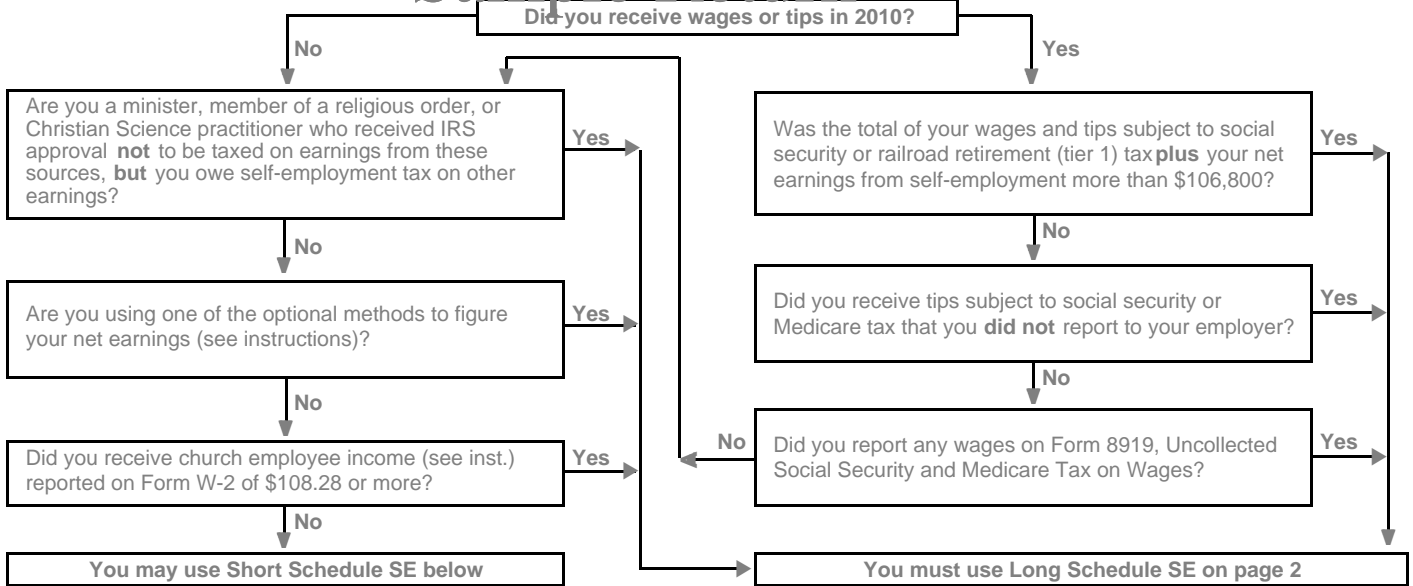 Did you receive wages or tips in 2010?
No
Yes
Are you a minister, member of a religious order, or
Christian Science practitioner who received IRS
approval not to be taxed on earnings from these
sources, but you owe self-employment tax on other
earnings?
Yes
Was the total of your wages and tips subject to social
security or railroad retirement (tier 1) tax plus your net
earnings from self-employment more than $106,800?
Yes
No
No
Are you using one of the optional methods to figure
your net earnings (see instructions)?
Yes
Did you receive tips subject to social security or
Medicare tax that you did not report to your employer?
Yes
No
No
Did you receive church employee income (see inst.)
reported on Form W-2 of $108.28 or more?
Yes
No
Did you report any wages on Form 8919, Uncollected
Social Security and Medicare Tax on Wages?
Yes
No
You may use Short Schedule SE below
You must use Long Schedule SE on page 2